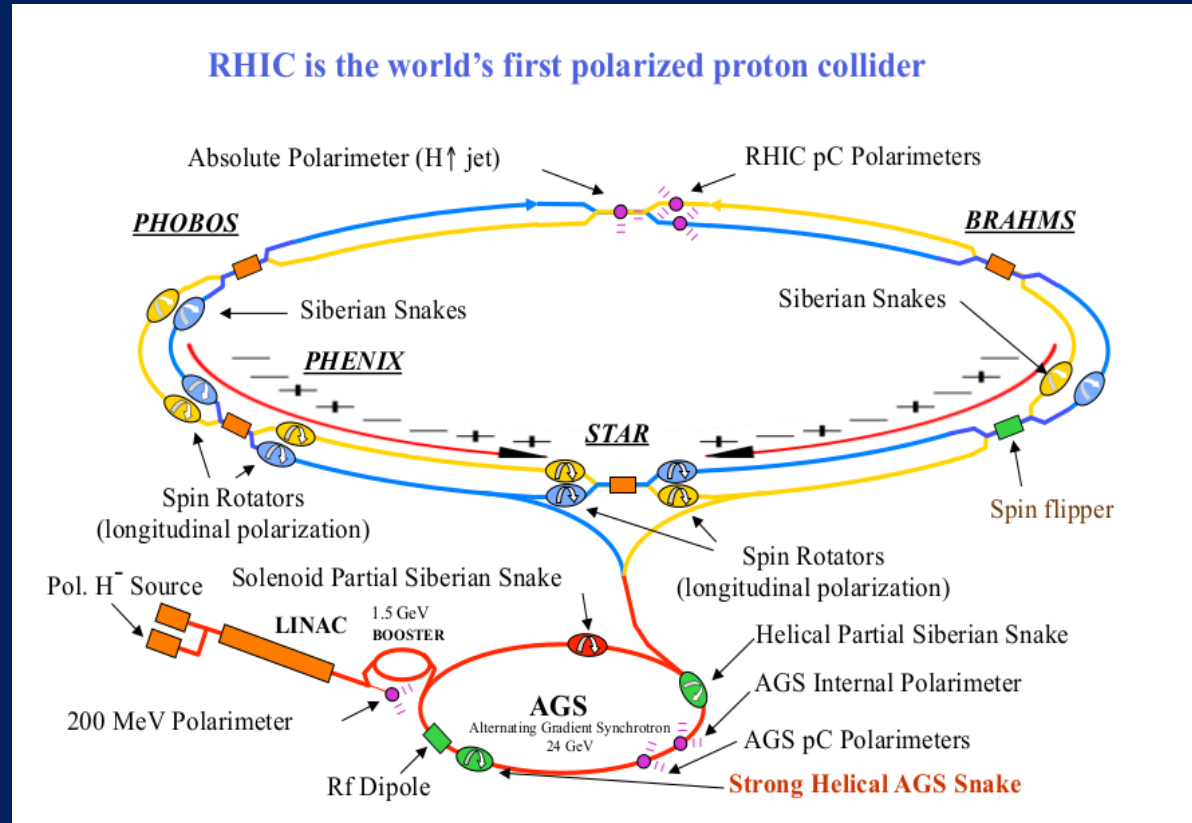 RHIC is the world's first polarized proton collider
Absolute Polarimeter (H↑ jet)
RHIC pC Polarimeters
PHOBOS
BRAHMS
Siberian Snakes
Siberian Snakes
PHENIX
STAR
Spin Rotators
(longitudinal polarization)
Spin flipper
Spin Rotators
(longitudinal polarization)
Solenoid Partial Siberian Snake
Pol. H⁻ Source
LINAC
1.5 GeV
BOOSTER
Helical Partial Siberian Snake
AGS Internal Polarimeter
200 MeV Polarimeter
AGS
Alternating Gradient Synchrotron
24 GeV
AGS pC Polarimeters
Rf Dipole
Strong Helical AGS Snake